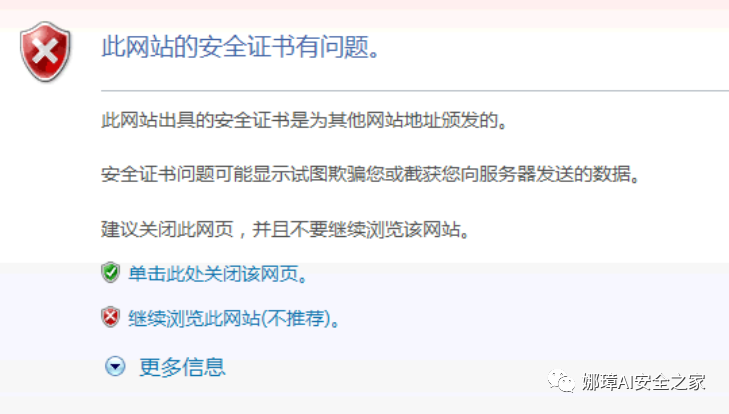 此网站的安全证书有问题。
此网站出具的安全证书是为其他网站地址颁发的。
安全证书问题可能显示试图欺骗您或截获您向服务器发送的数据。
建议关闭此网页，并且不要继续浏览该网站。
单击此处关闭该网页。
继续浏览此网站(不推荐)。
更多信息
娜璋AI安全之家